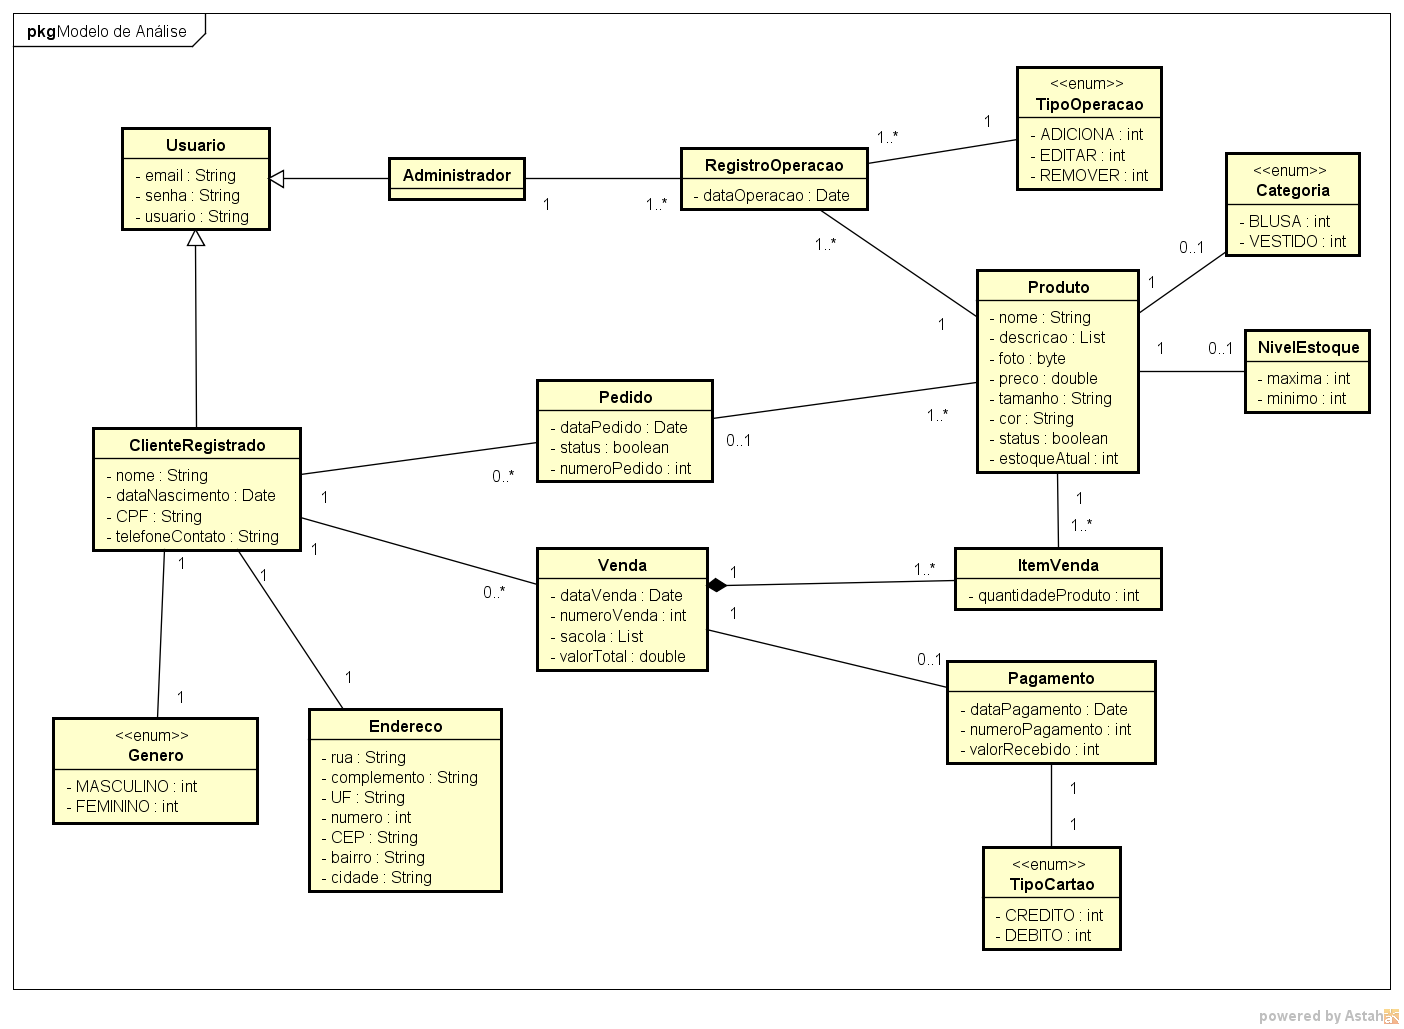 pkg Modelo de Análise
Usuario
- email : String
- senha : String
- usuario : String
Administrador
1
1..*
RegistroOperacao
- dataOperacao : Date
1..*
1
<<enum>>
TipoOperacao
- ADICIONA : int
- EDITAR : int
- REMOVER : int
1..*
1
<<enum>>
Categoria
- BLUSA : int
- VESTIDO : int
0..1
1
Produto
- nome : String
- descricao : List
- foto : byte
- preco : double
- tamanho : String
- cor : String
- status : boolean
- estoqueAtual : int
1
0..1
NivelEstoque
- maxima : int
- minimo : int
Pedido
- dataPedido : Date
- status : boolean
- numeroPedido : int
0..1
1..*
ClienteRegistrado
- nome : String
- dataNascimento : Date
- CPF : String
- telefoneContato : String
1
0..*
1
0..*
1
1
1
1
Venda
- dataVenda : Date
- numeroVenda : int
- sacola : List
- valorTotal : double
1
1..*
1
1..*
ItemVenda
- quantidadeProduto : int
1
0..1
Pagamento
- dataPagamento : Date
- numeroPagamento : int
- valorRecebido : int
1
1
<<enum>>
TipoCartao
- CREDITO : int
- DEBITO : int
<<enum>>
Genero
- MASCULINO : int
- FEMININO : int
Endereco
- rua : String
- complemento : String
- UF : String
- numero : int
- CEP : String
- bairro : String
- cidade : String
powered by Astah